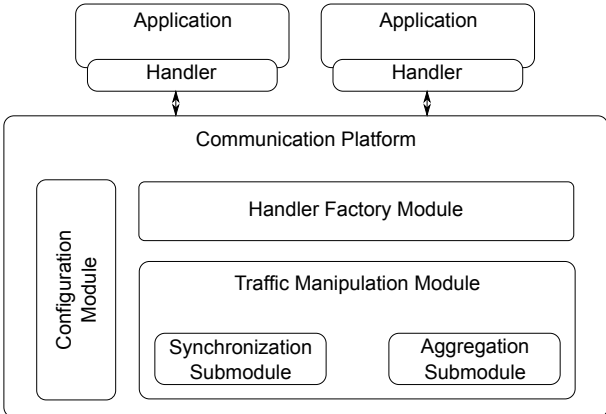 Application
Application
Handler
Handler
Communication Platform
Configuration
Module
Handler Factory Module
Traffic Manipulation Module
Synchronization
Submodule
Aggregation
Submodule